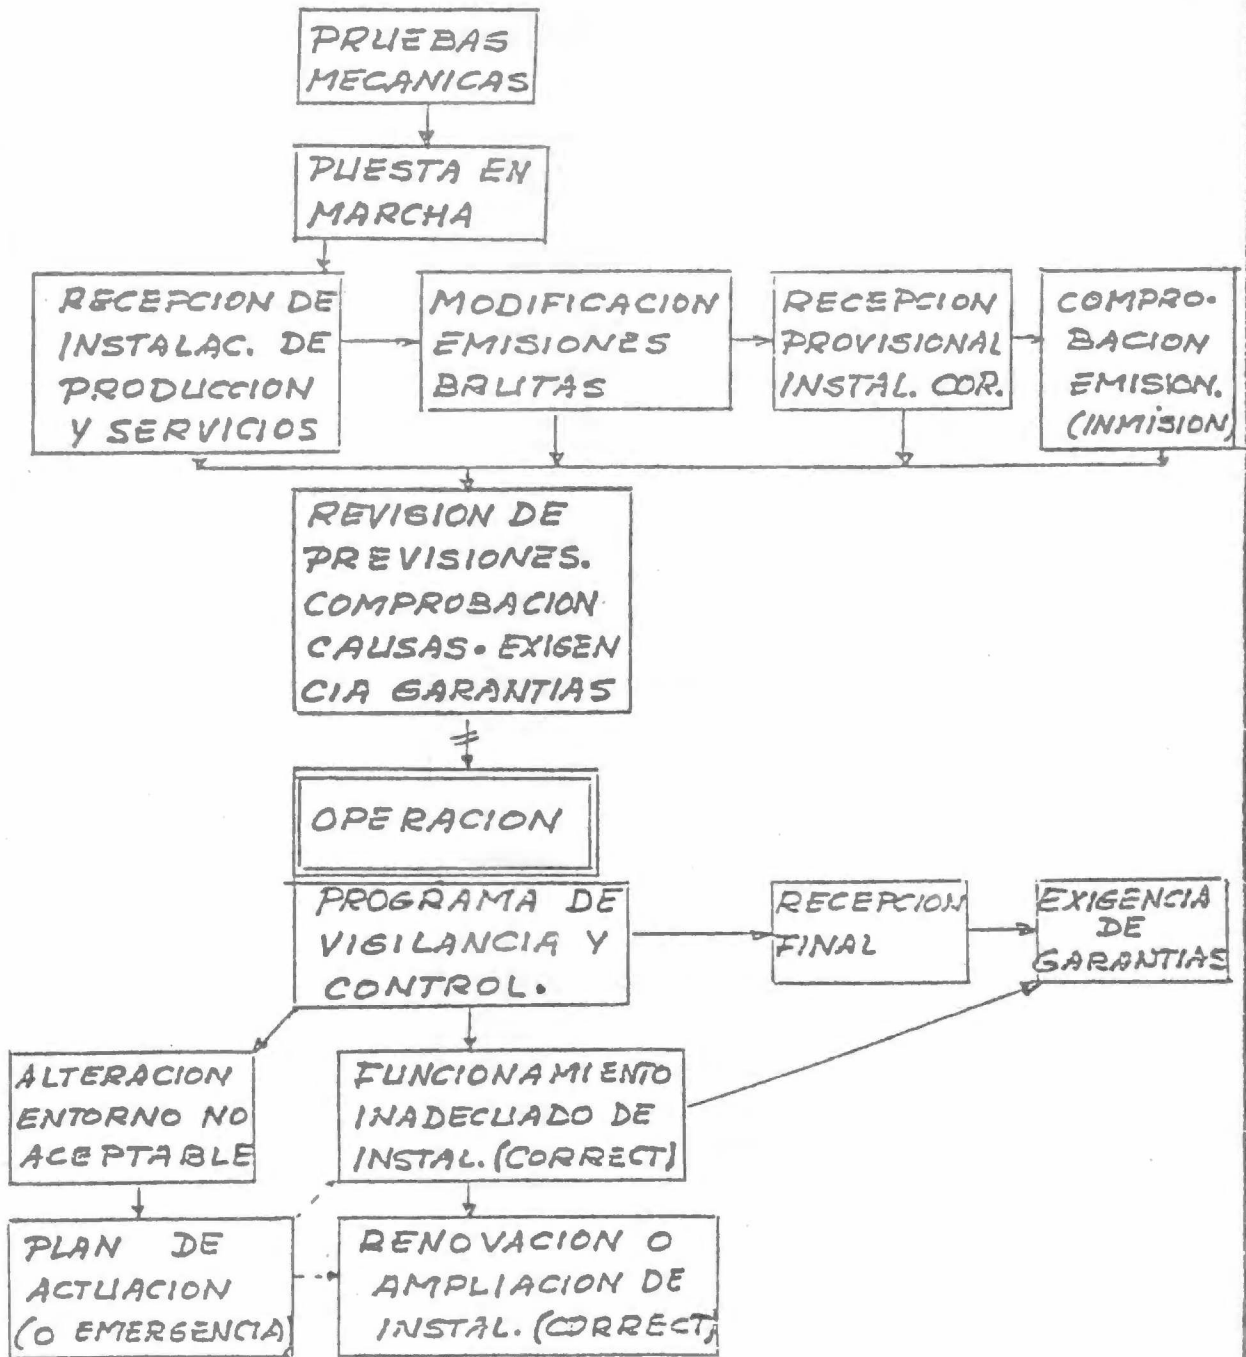 PRUEBAS
MECANICAS
PUESTA EN
MARCHA
RECEPCION DE
INSTALAC. DE
PRODUCCION
Y SERVICIOS
MODIFICACION
EMISIONES
BRUTAS
RECEPCION
PROVISIONAL
INSTAL. COR.
COMPRO-
BACION
EMISION.
(INMISION)
REVISION DE
PREVISIONES.
COMPROBACION
CAUSAS. EXIGEN
CIA GARANTIAS
OPERACION
PROGRAMA DE
VIGILANCIA Y
CONTROL.
RECEPCION
FINAL
EXIGENCIA
DE
GARANTIAS
ALTERACION
ENTORNO NO
ACEPTABLE
FUNCIONAMIENTO
INADECUADO DE
INSTAL. (CORRECT)
PLAN DE
ACTUACION
(O EMERGENCIA)
RENOVACION O
AMPLIACION DE
INSTAL. (CORRECT)